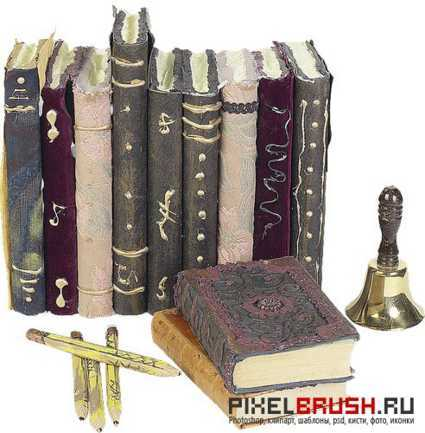 PIXELBRUSH.RU
Photoshop, клипарт, шаблоны, psd, кисти, фото, иконки